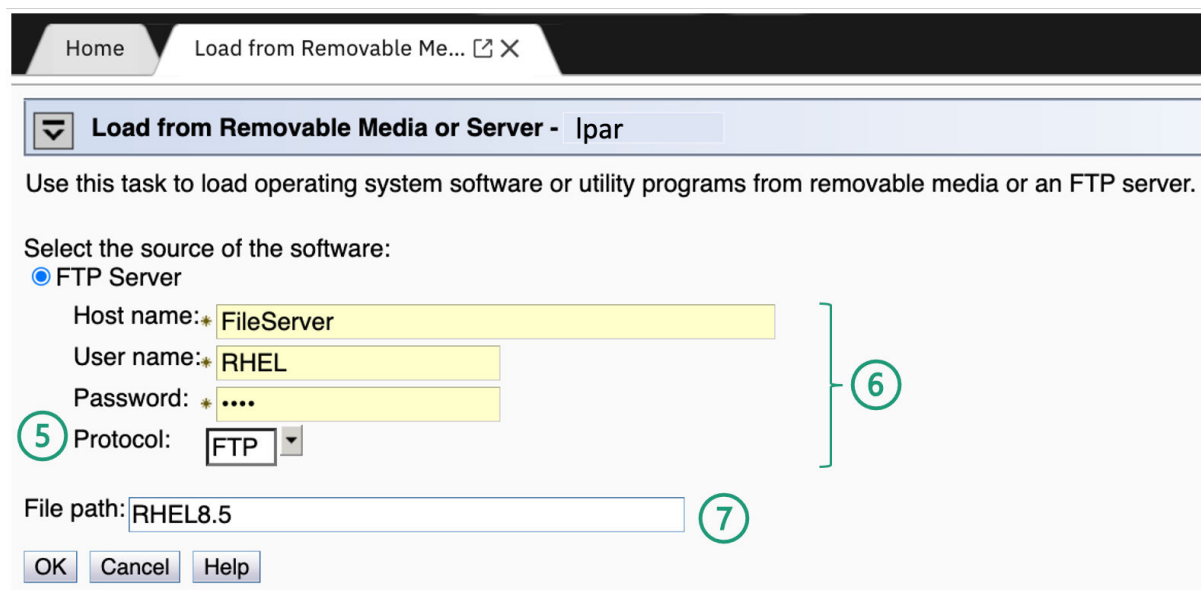 Home
Load from Removable Me...
Load from Removable Media or Server - lpar
Use this task to load operating system software or utility programs from removable media or an FTP server.
Select the source of the software:
FTP Server
Host name:* FileServer
User name:* RHEL
Password: * ••••
5 Protocol: FTP
6
File path: RHEL8.5
7
OK Cancel Help